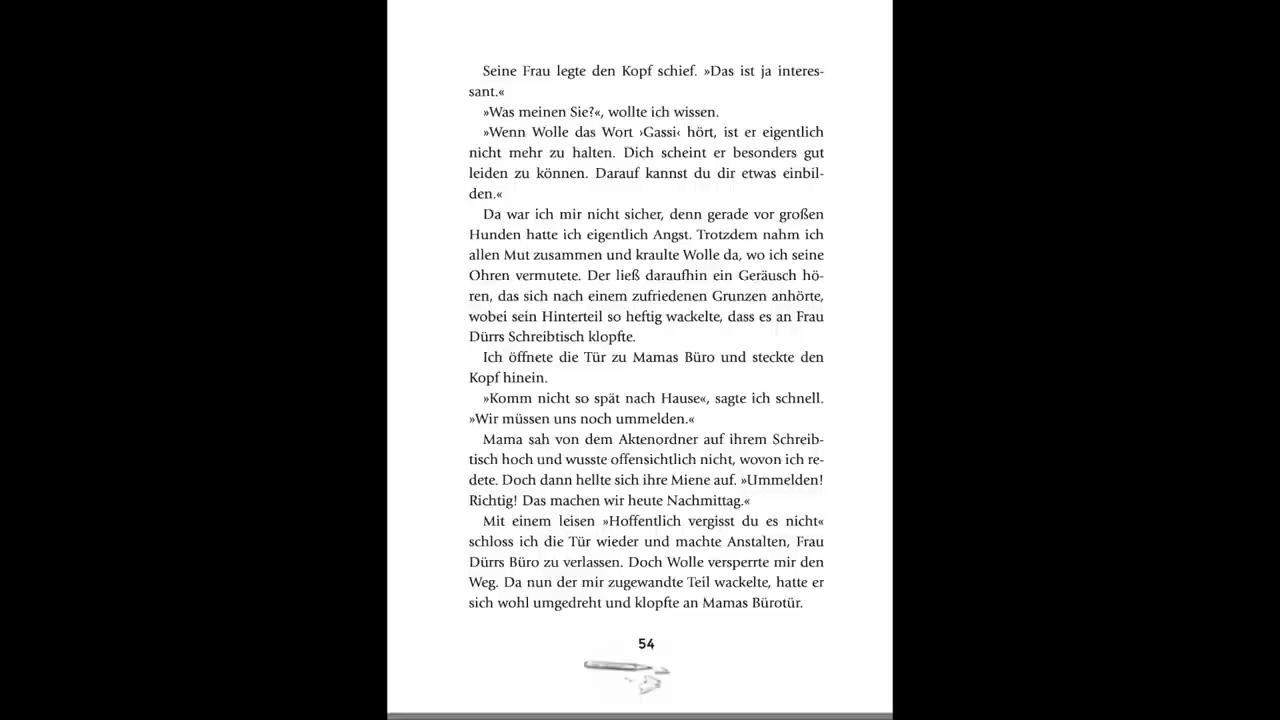 Seine Frau legte den Kopf schief. »Das ist ja interes-
sant.«
»Was meinen Sie?«, wollte ich wissen.
»Wenn Wolle das Wort ›Gassi‹ hört, ist er eigentlich
nicht mehr zu halten. Dich scheint er besonders gut
leiden zu können. Darauf kannst du dir etwas einbil-
den.«
Da war ich mir nicht sicher, denn gerade vor großen
Hunden hatte ich eigentlich Angst. Trotzdem nahm ich
allen Mut zusammen und kraulte Wolle da, wo ich seine
Ohren vermutete. Der ließ daraufhin ein Geräusch hö-
ren, das sich nach einem zufriedenen Grunzen anhörte,
wobei sein Hinterteil so heftig wackelte, dass es an Frau
Dürrs Schreibtisch klopfte.
Ich öffnete die Tür zu Mamas Büro und steckte den
Kopf hinein.
»Komm nicht so spät nach Hause«, sagte ich schnell.
»Wir müssen uns noch ummelden.«
Mama sah von dem Aktenordner auf ihrem Schreib-
tisch hoch und wusste offensichtlich nicht, wovon ich re-
dete. Doch dann hellte sich ihre Miene auf. »Ummelden!
Richtig! Das machen wir heute Nachmittag.«
Mit einem leisen »Hoffentlich vergisst du es nicht«
schloss ich die Tür wieder und machte Anstalten, Frau
Dürrs Büro zu verlassen. Doch Wolle versperrte mir den
Weg. Da nun der mir zugewandte Teil wackelte, hatte er
sich wohl umgedreht und klopfte an Mamas Bürotür.
54